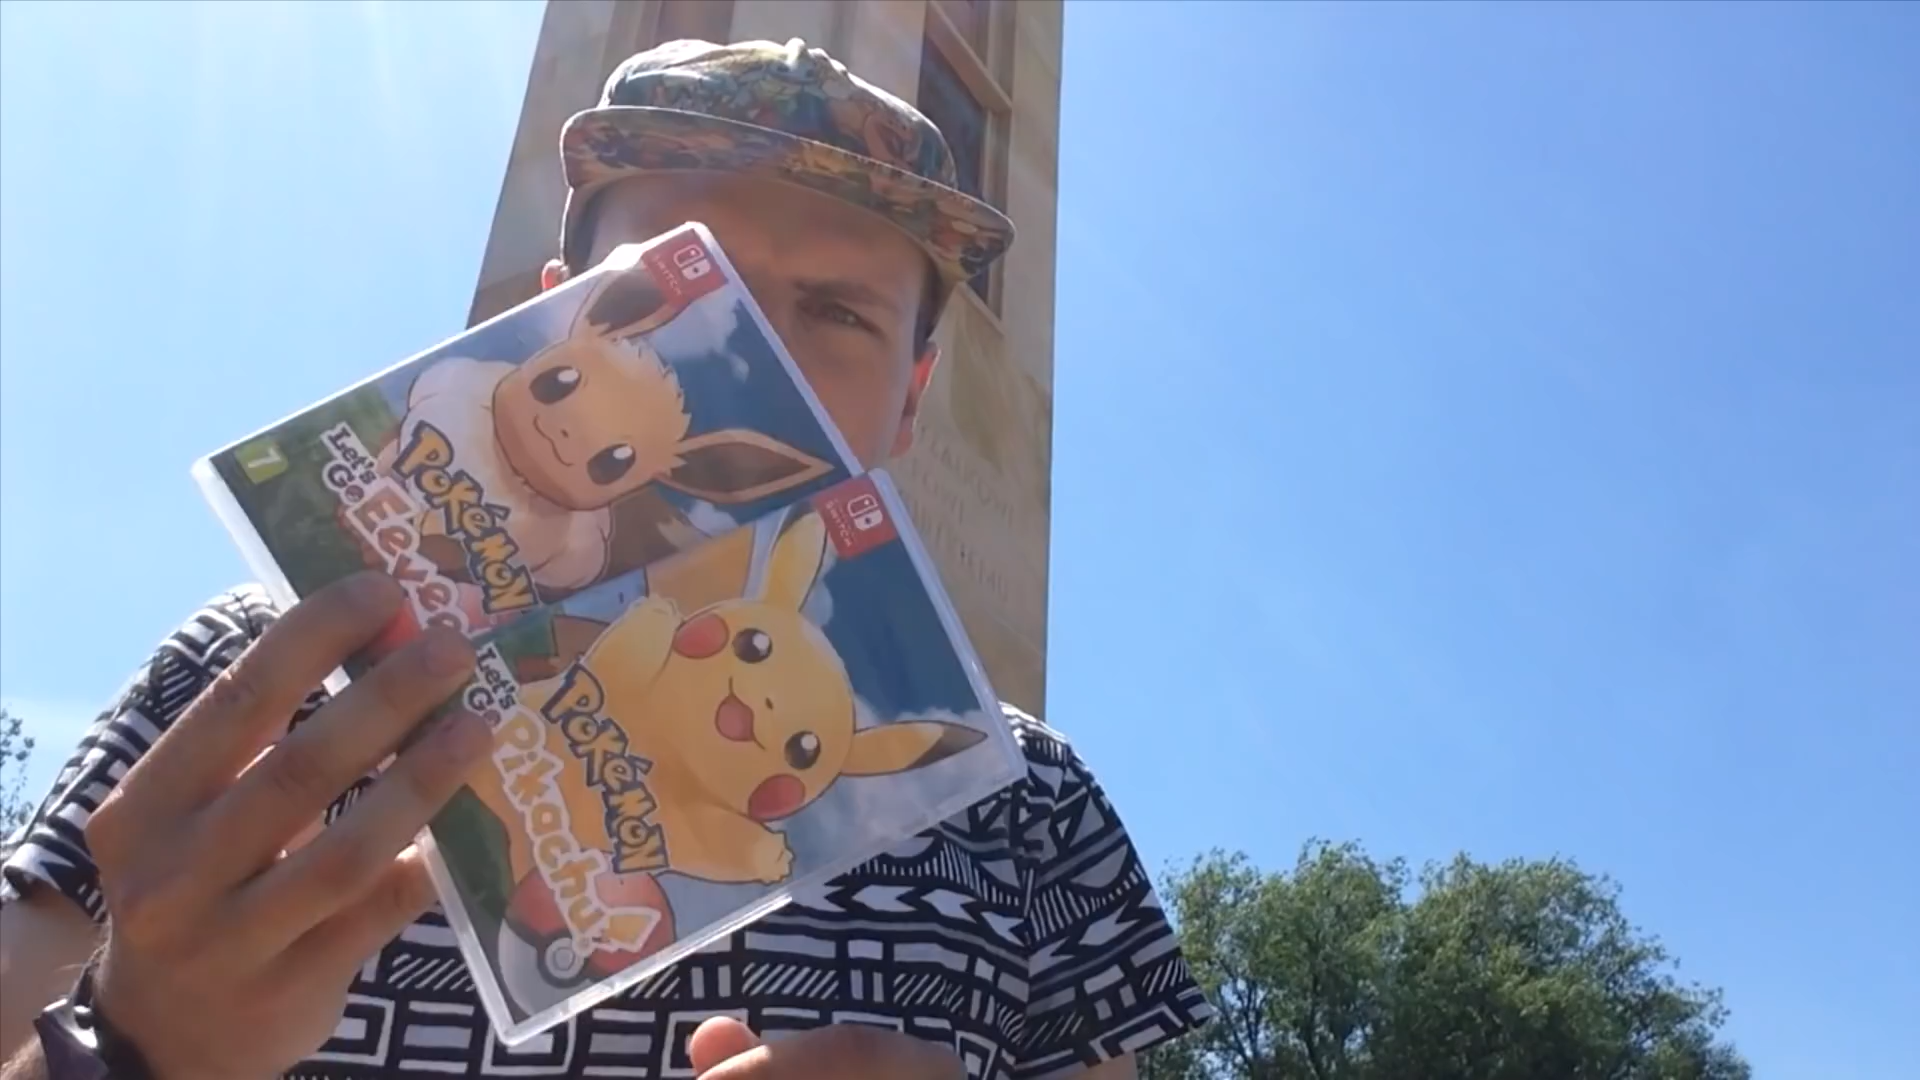 SWITCH
7
POKéMON
Let's
Go Eevee
SWITCH
POKéMON
Let's
Go Pikachu!